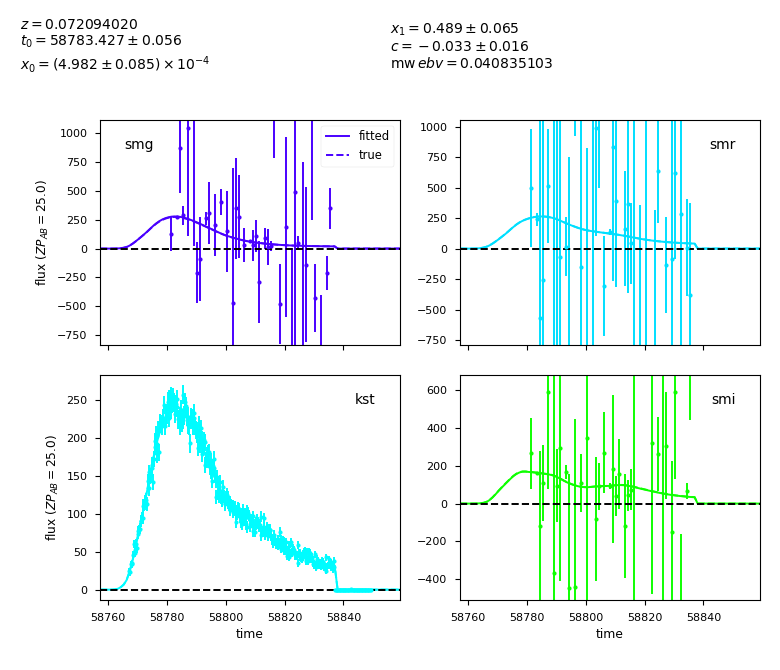 z = 0.072094020
t₀ = 58783.427 ± 0.056
x₀ = (4.982 ± 0.085) × 10⁻⁴
x₁ = 0.489 ± 0.065
c = −0.033 ± 0.016
mw ebv = 0.040835103
smg
fitted
true
1000
750
500
250
0
−250
−500
−750
flux (ZP_AB = 25.0)
smr
1000
750
500
250
0
−250
−500
−750
kst
250
200
150
100
50
0
flux (ZP_AB = 25.0)
58760 58780 58800 58820 58840
time
smi
600
400
200
0
−200
−400
58760 58780 58800 58820 58840
time